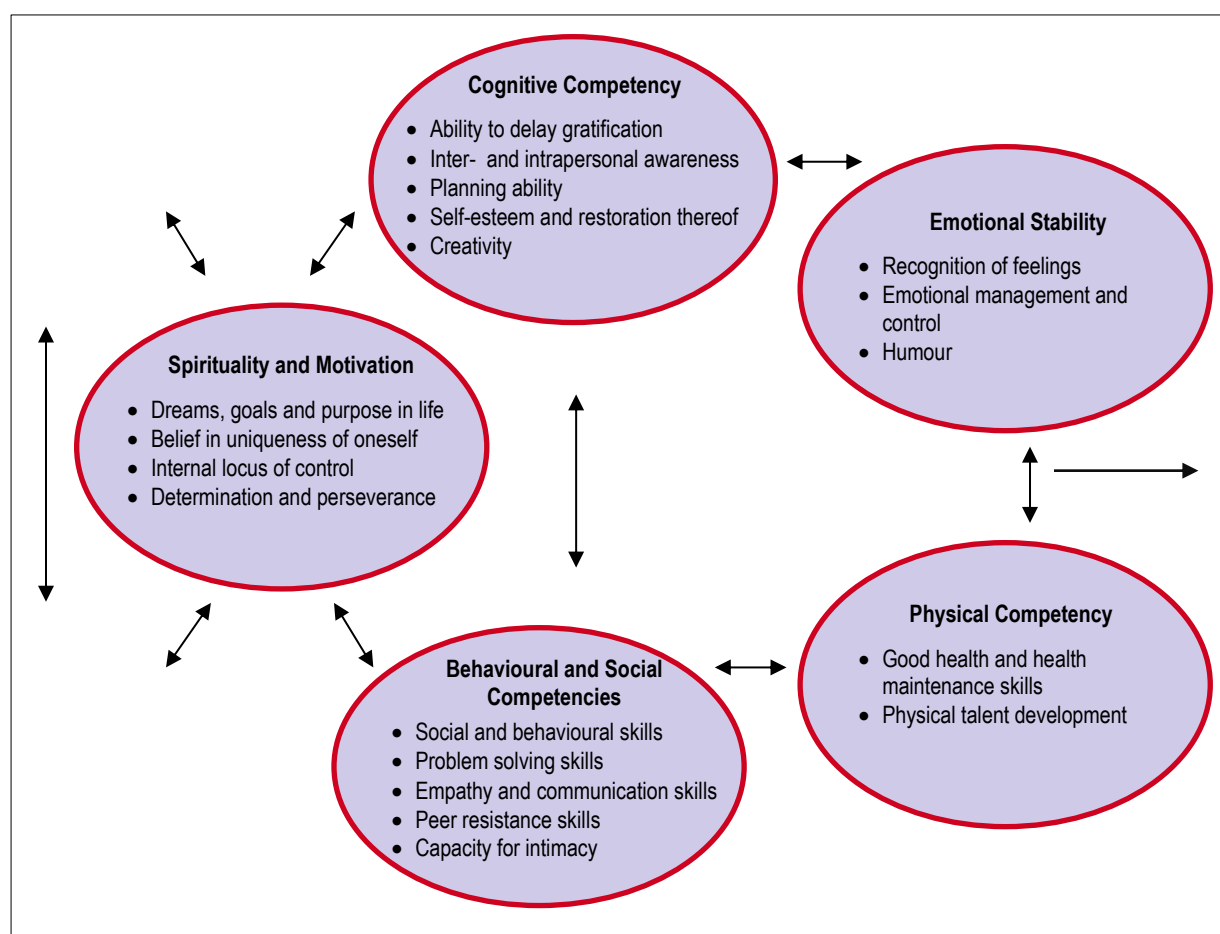 Cognitive Competency
• Ability to delay gratification
• Inter- and intrapersonal awareness
• Planning ability
• Self-esteem and restoration thereof
• Creativity
Emotional Stability
• Recognition of feelings
• Emotional management and
control
• Humour
Spirituality and Motivation
• Dreams, goals and purpose in life
• Belief in uniqueness of oneself
• Internal locus of control
• Determination and perseverance
Physical Competency
• Good health and health
maintenance skills
• Physical talent development
Behavioural and Social
Competencies
• Social and behavioural skills
• Problem solving skills
• Empathy and communication skills
• Peer resistance skills
• Capacity for intimacy